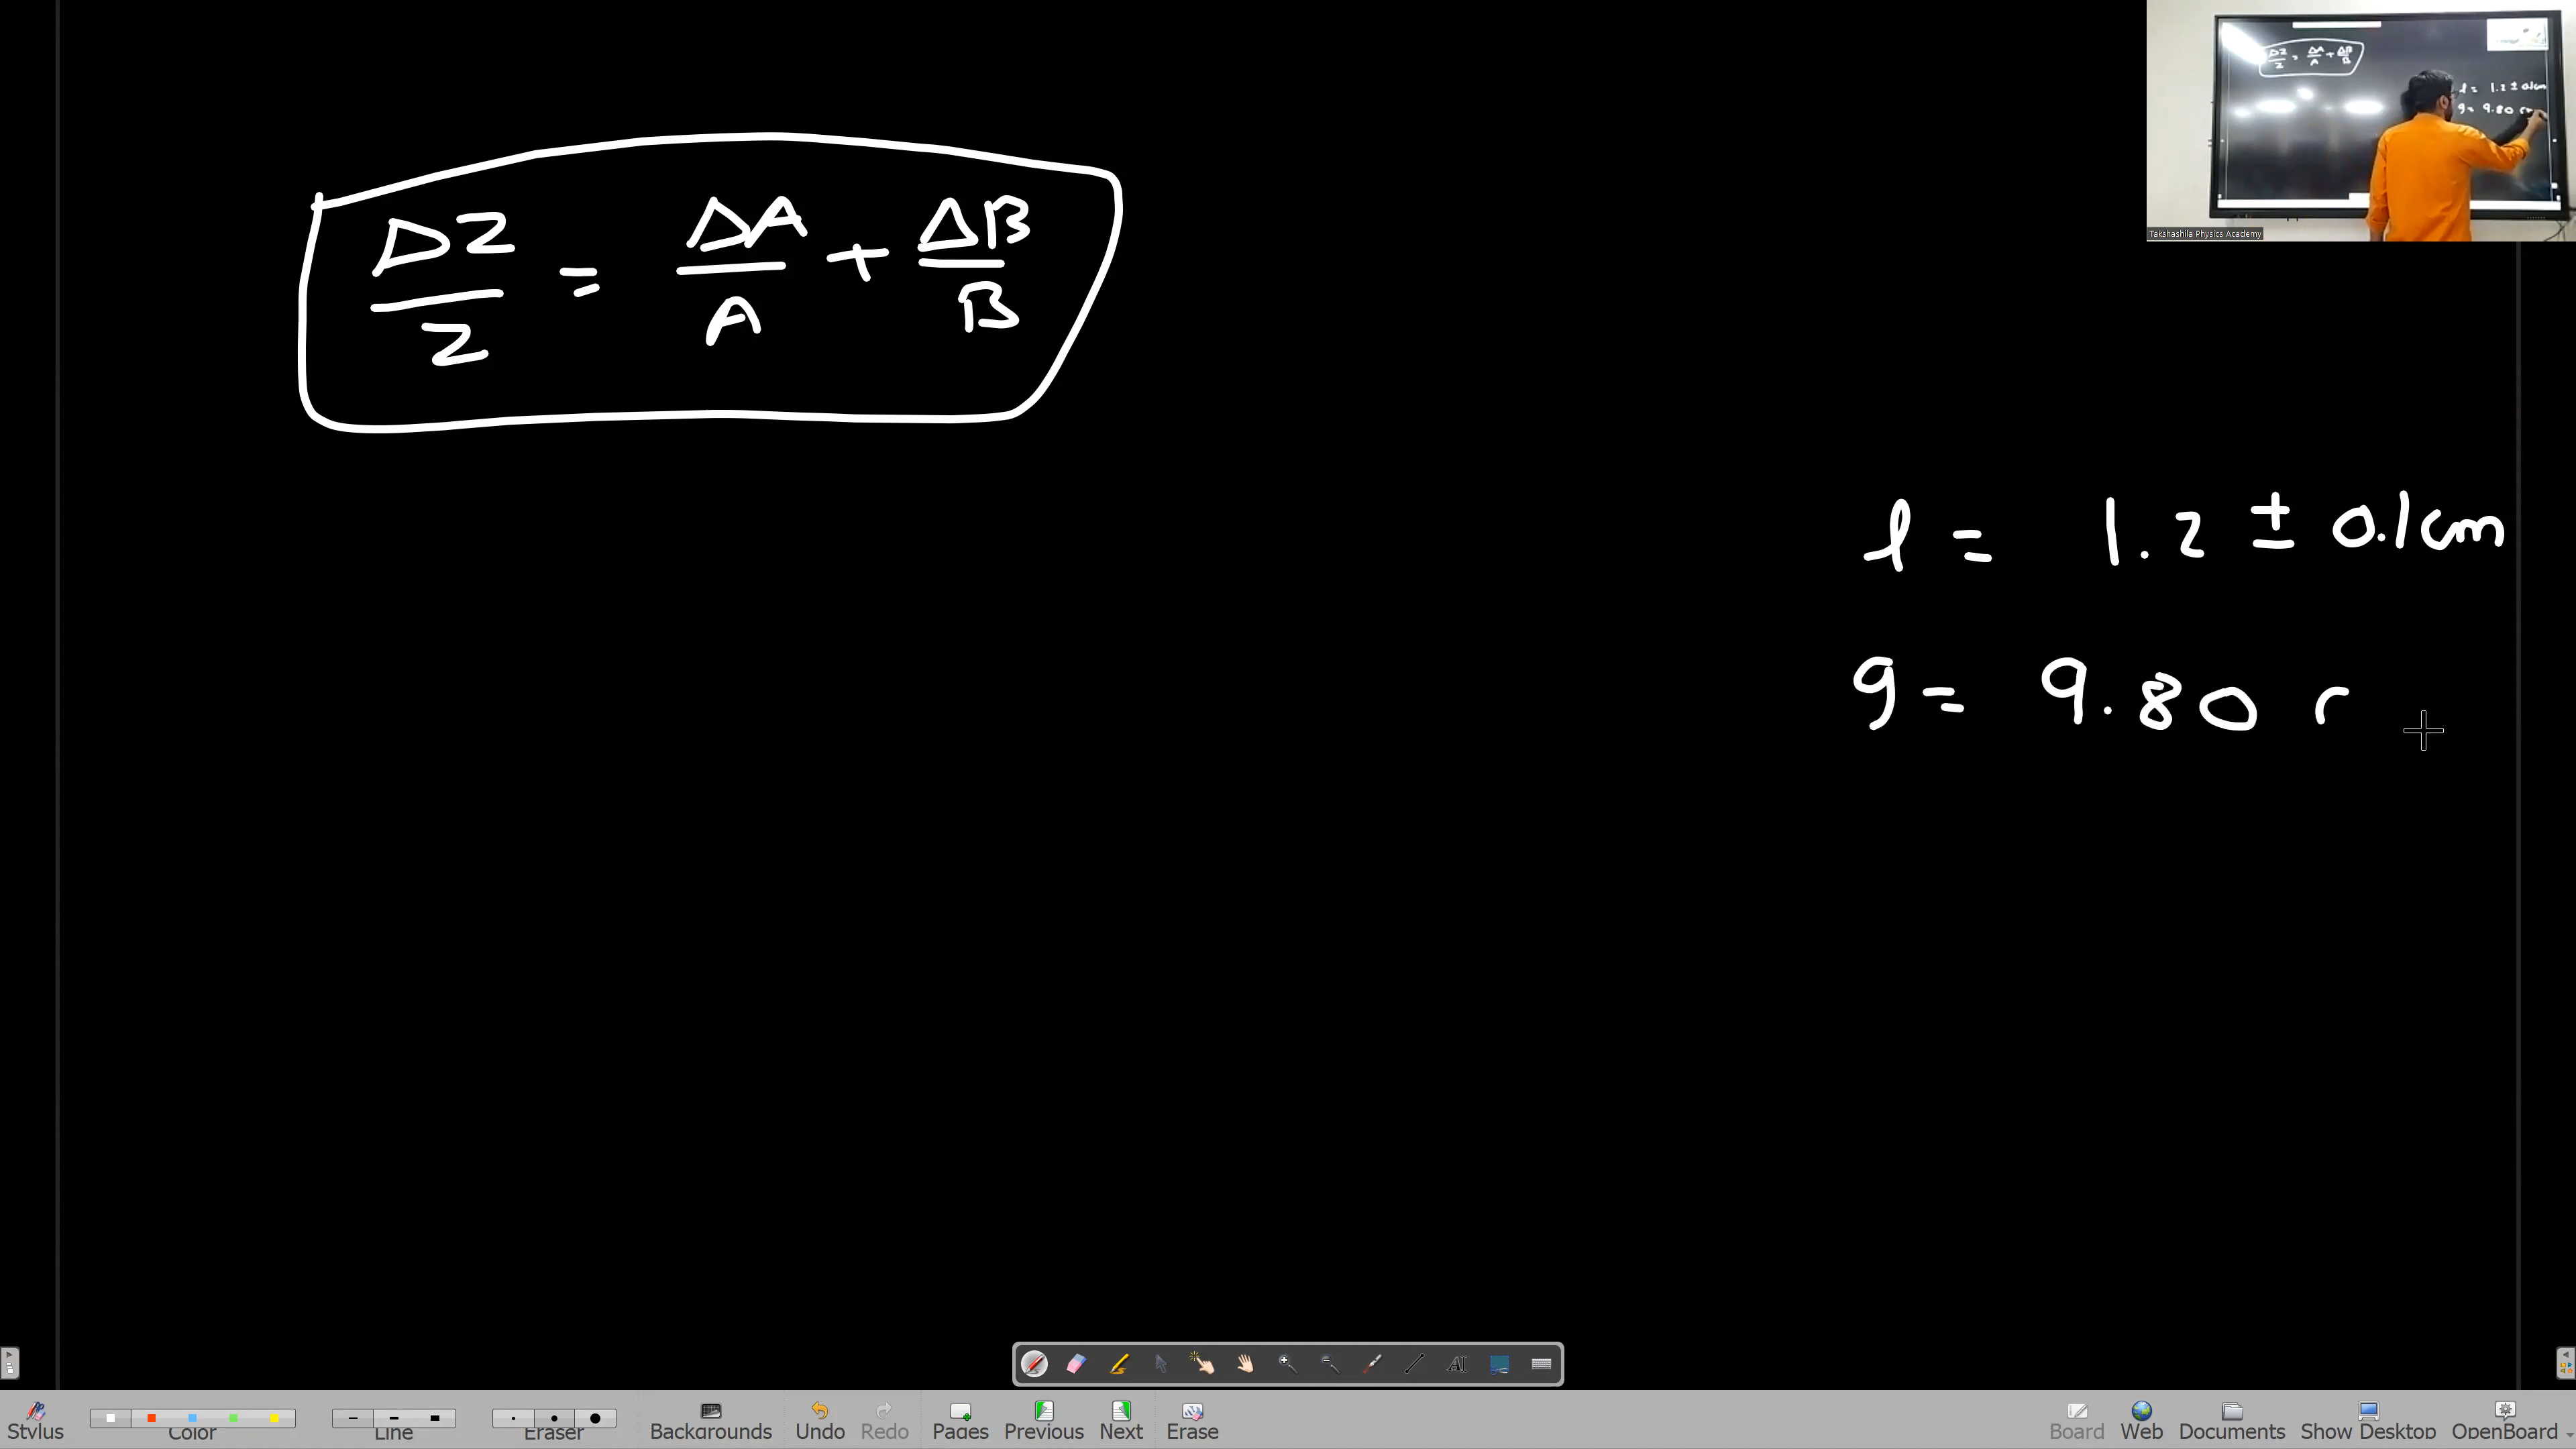 ΔZ/Z = ΔA/A + ΔB/B
l = 1.2 ± 0.1cm
g = 9.80 r
Takshashila Physics Academy
Stylus
Color
Line
Eraser
Backgrounds
Undo
Redo
Pages
Previous
Next
Erase
Board
Web
Documents
Show Desktop
OpenBoard